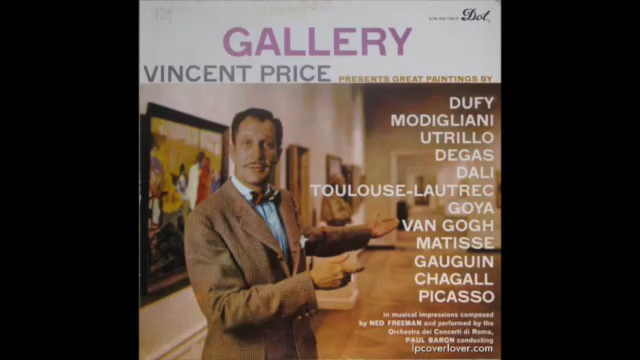 Dot
GALLERY
VINCENT PRICE PRESENTS GREAT PAINTINGS BY
DUFY
MODIGLIANI
UTRILLO
DEGAS
DALI
TOULOUSE-LAUTREC
GOYA
VAN GOGH
MATISSE
GAUGUIN
CHAGALL
PICASSO
in musical impressions composed
by NED FREEMAN and performed by the
Orchestra dei Concerti di Roma,
PAUL BARON conducting
lpcoverlover.com